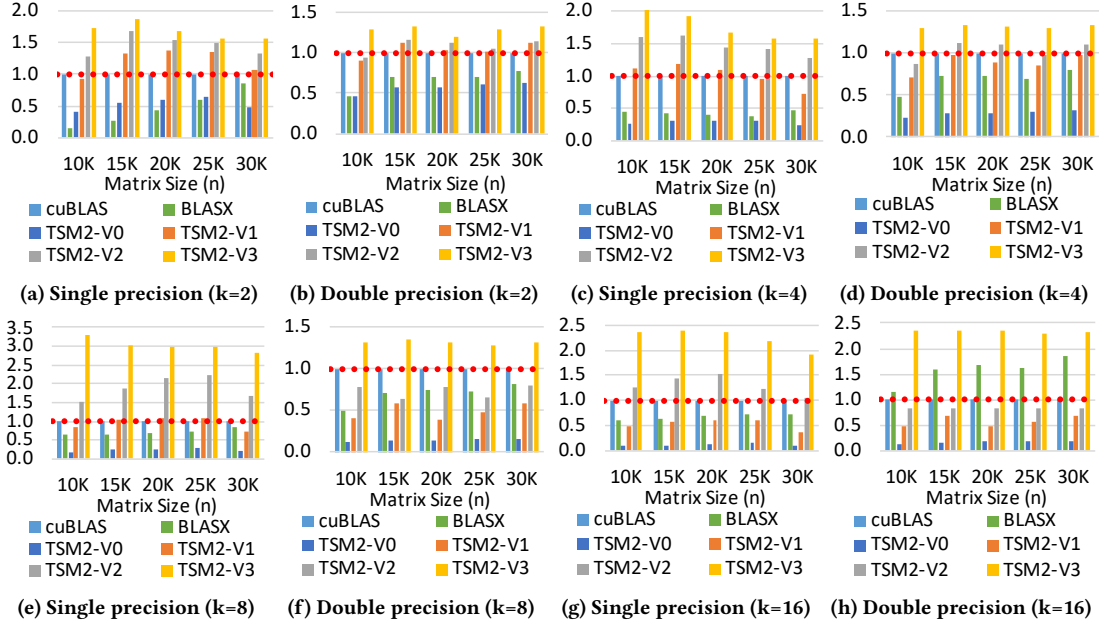 2.0
1.5
1.0
0.5
0.0
10K 15K 20K 25K 30K
Matrix Size (n)
cuBLAS BLASX
TSM2-V0 TSM2-V1
TSM2-V2 TSM2-V3
(a) Single precision (k=2)
1.5
1.0
0.5
0.0
10K 15K 20K 25K 30K
Matrix Size (n)
cuBLAS BLASX
TSM2-V0 TSM2-V1
TSM2-V2 TSM2-V3
(b) Double precision (k=2)
2.0
1.5
1.0
0.5
0.0
10K 15K 20K 25K 30K
Matrix Size (n)
cuBLAS BLASX
TSM2-V0 TSM2-V1
TSM2-V2 TSM2-V3
(c) Single precision (k=4)
1.5
1.0
0.5
0.0
10K 15K 20K 25K 30K
Matrix Size (n)
cuBLAS BLASX
TSM2-V0 TSM2-V1
TSM2-V2 TSM2-V3
(d) Double precision (k=4)
3.5
3.0
2.5
2.0
1.5
1.0
0.5
0.0
10K 15K 20K 25K 30K
Matrix Size (n)
cuBLAS BLASX
TSM2-V0 TSM2-V1
TSM2-V2 TSM2-V3
(e) Single precision (k=8)
1.5
1.0
0.5
0.0
10K 15K 20K 25K 30K
Matrix Size (n)
cuBLAS BLASX
TSM2-V0 TSM2-V1
TSM2-V2 TSM2-V3
(f) Double precision (k=8)
2.5
2.0
1.5
1.0
0.5
0.0
10K 15K 20K 25K 30K
Matrix Size (n)
cuBLAS BLASX
TSM2-V0 TSM2-V1
TSM2-V2 TSM2-V3
(g) Single precision (k=16)
2.5
2.0
1.5
1.0
0.5
0.0
10K 15K 20K 25K 30K
Matrix Size (n)
cuBLAS BLASX
TSM2-V0 TSM2-V1
TSM2-V2 TSM2-V3
(h) Double precision (k=16)